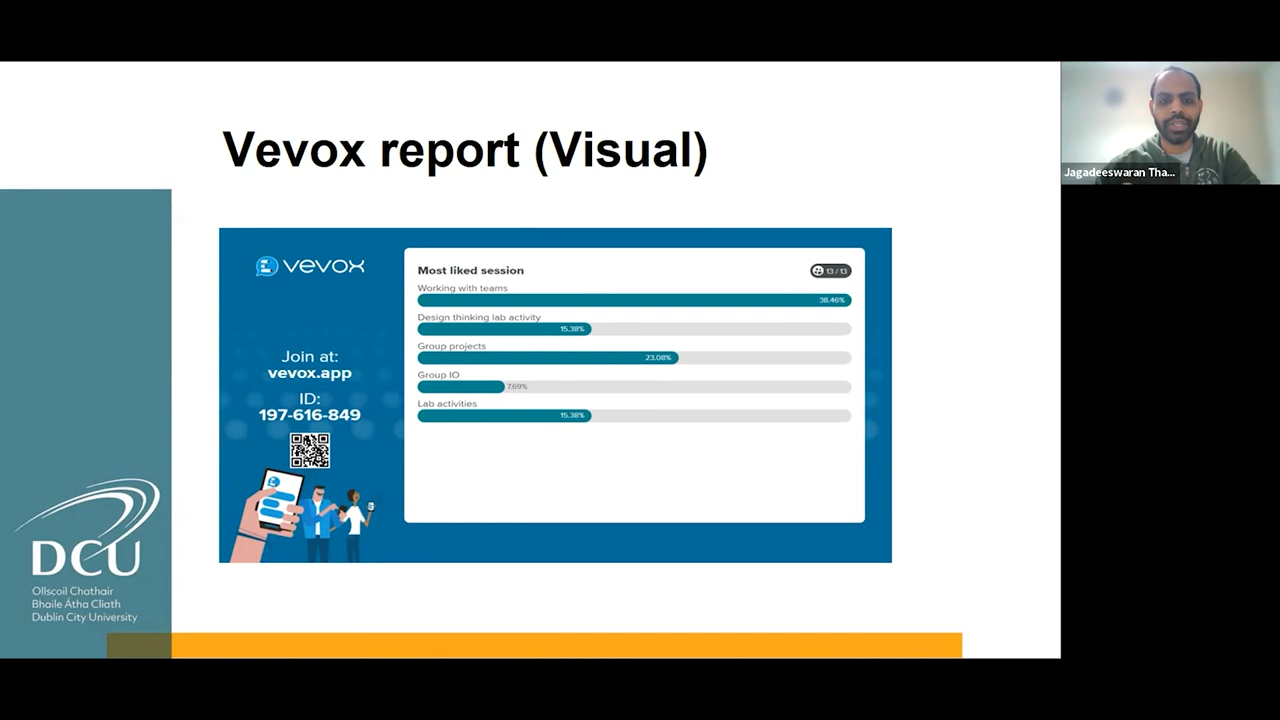 Vevox report (Visual)
Jagadeeswaran Tha...
vevox
Join at:
vevox.app
ID:
197-616-849
Most liked session
13 / 13
Working with teams
38.46%
Design thinking lab activity
15.38%
Group projects
23.08%
Group IO
7.69%
Lab activities
15.38%
DCU
Ollscoil Chathair
Bhaile Átha Cliath
Dublin City University